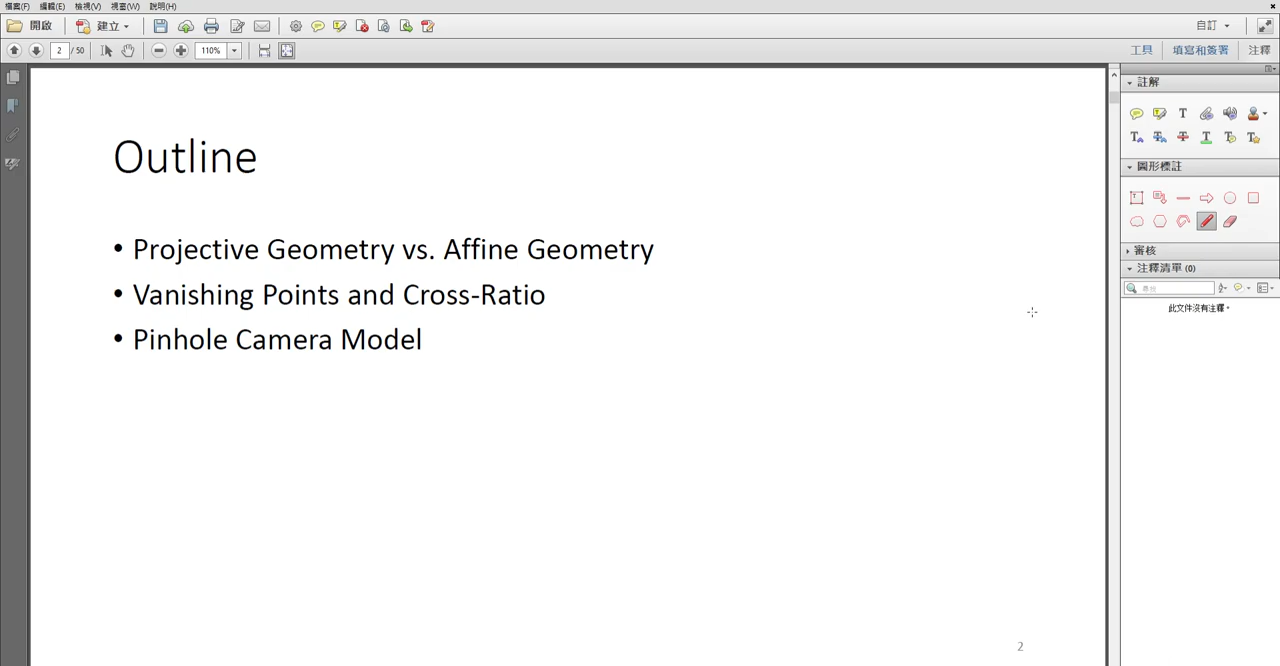 檔案(F) 編輯(E) 檢視(V) 視窗(W) 說明(H)
開啟 建立 自訂
2 / 50 110% 工具 填寫和簽署 注釋
註解
Outline
圖形標註
• Projective Geometry vs. Affine Geometry
審核
注釋清單 (0)
• Vanishing Points and Cross-Ratio
尋找
此文件沒有注釋。
• Pinhole Camera Model
2